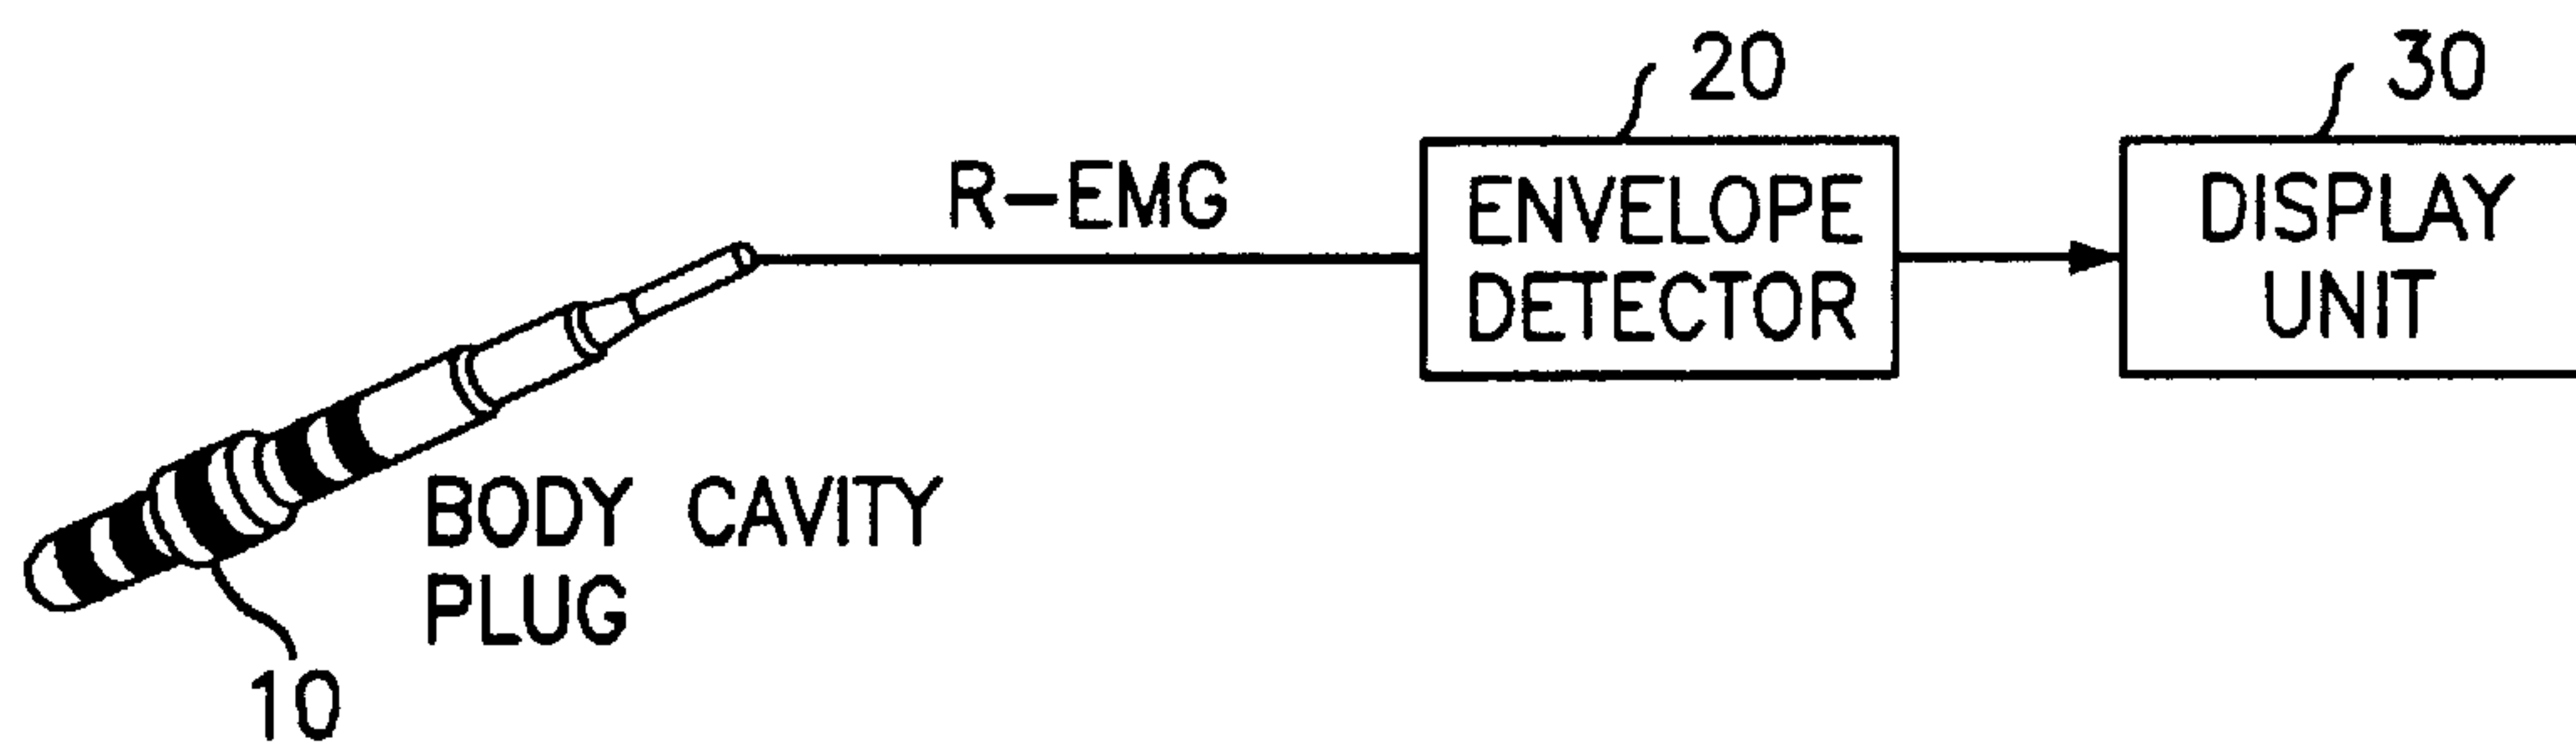 20
30
R-EMG
ENVELOPE
DETECTOR
DISPLAY
UNIT
BODY CAVITY
PLUG
10